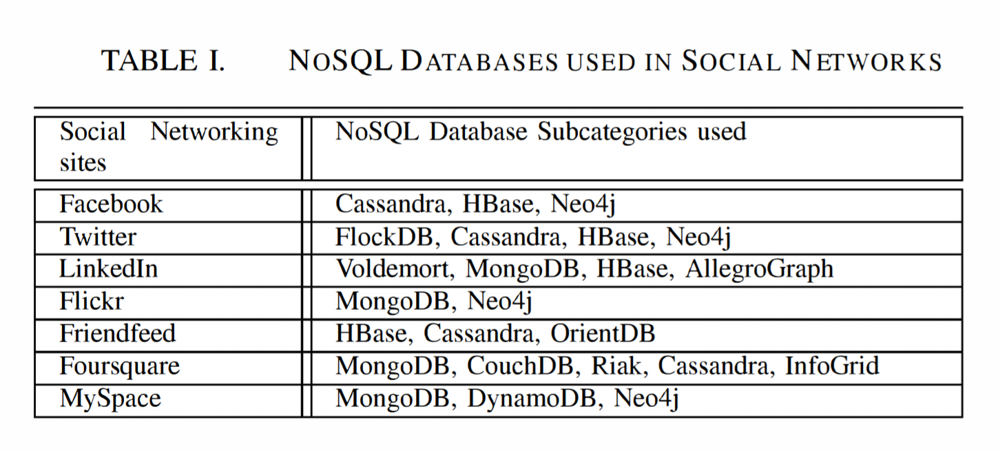 TABLE I. NOSQL DATABASES USED IN SOCIAL NETWORKS
Social Networking sites NoSQL Database Subcategories used
Facebook Cassandra, HBase, Neo4j
Twitter FlockDB, Cassandra, HBase, Neo4j
LinkedIn Voldemort, MongoDB, HBase, AllegroGraph
Flickr MongoDB, Neo4j
Friendfeed HBase, Cassandra, OrientDB
Foursquare MongoDB, CouchDB, Riak, Cassandra, InfoGrid
MySpace MongoDB, DynamoDB, Neo4j